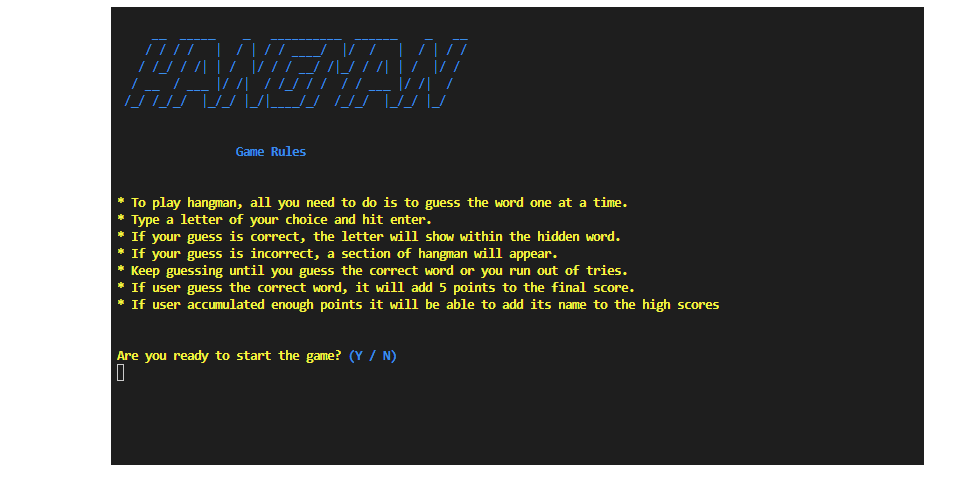 HANGMAN
Game Rules
* To play hangman, all you need to do is to guess the word one at a time.
* Type a letter of your choice and hit enter.
* If your guess is correct, the letter will show within the hidden word.
* If your guess is incorrect, a section of hangman will appear.
* Keep guessing until you guess the correct word or you run out of tries.
* If user guess the correct word, it will add 5 points to the final score.
* If user accumulated enough points it will be able to add its name to the high scores
Are you ready to start the game? (Y / N)